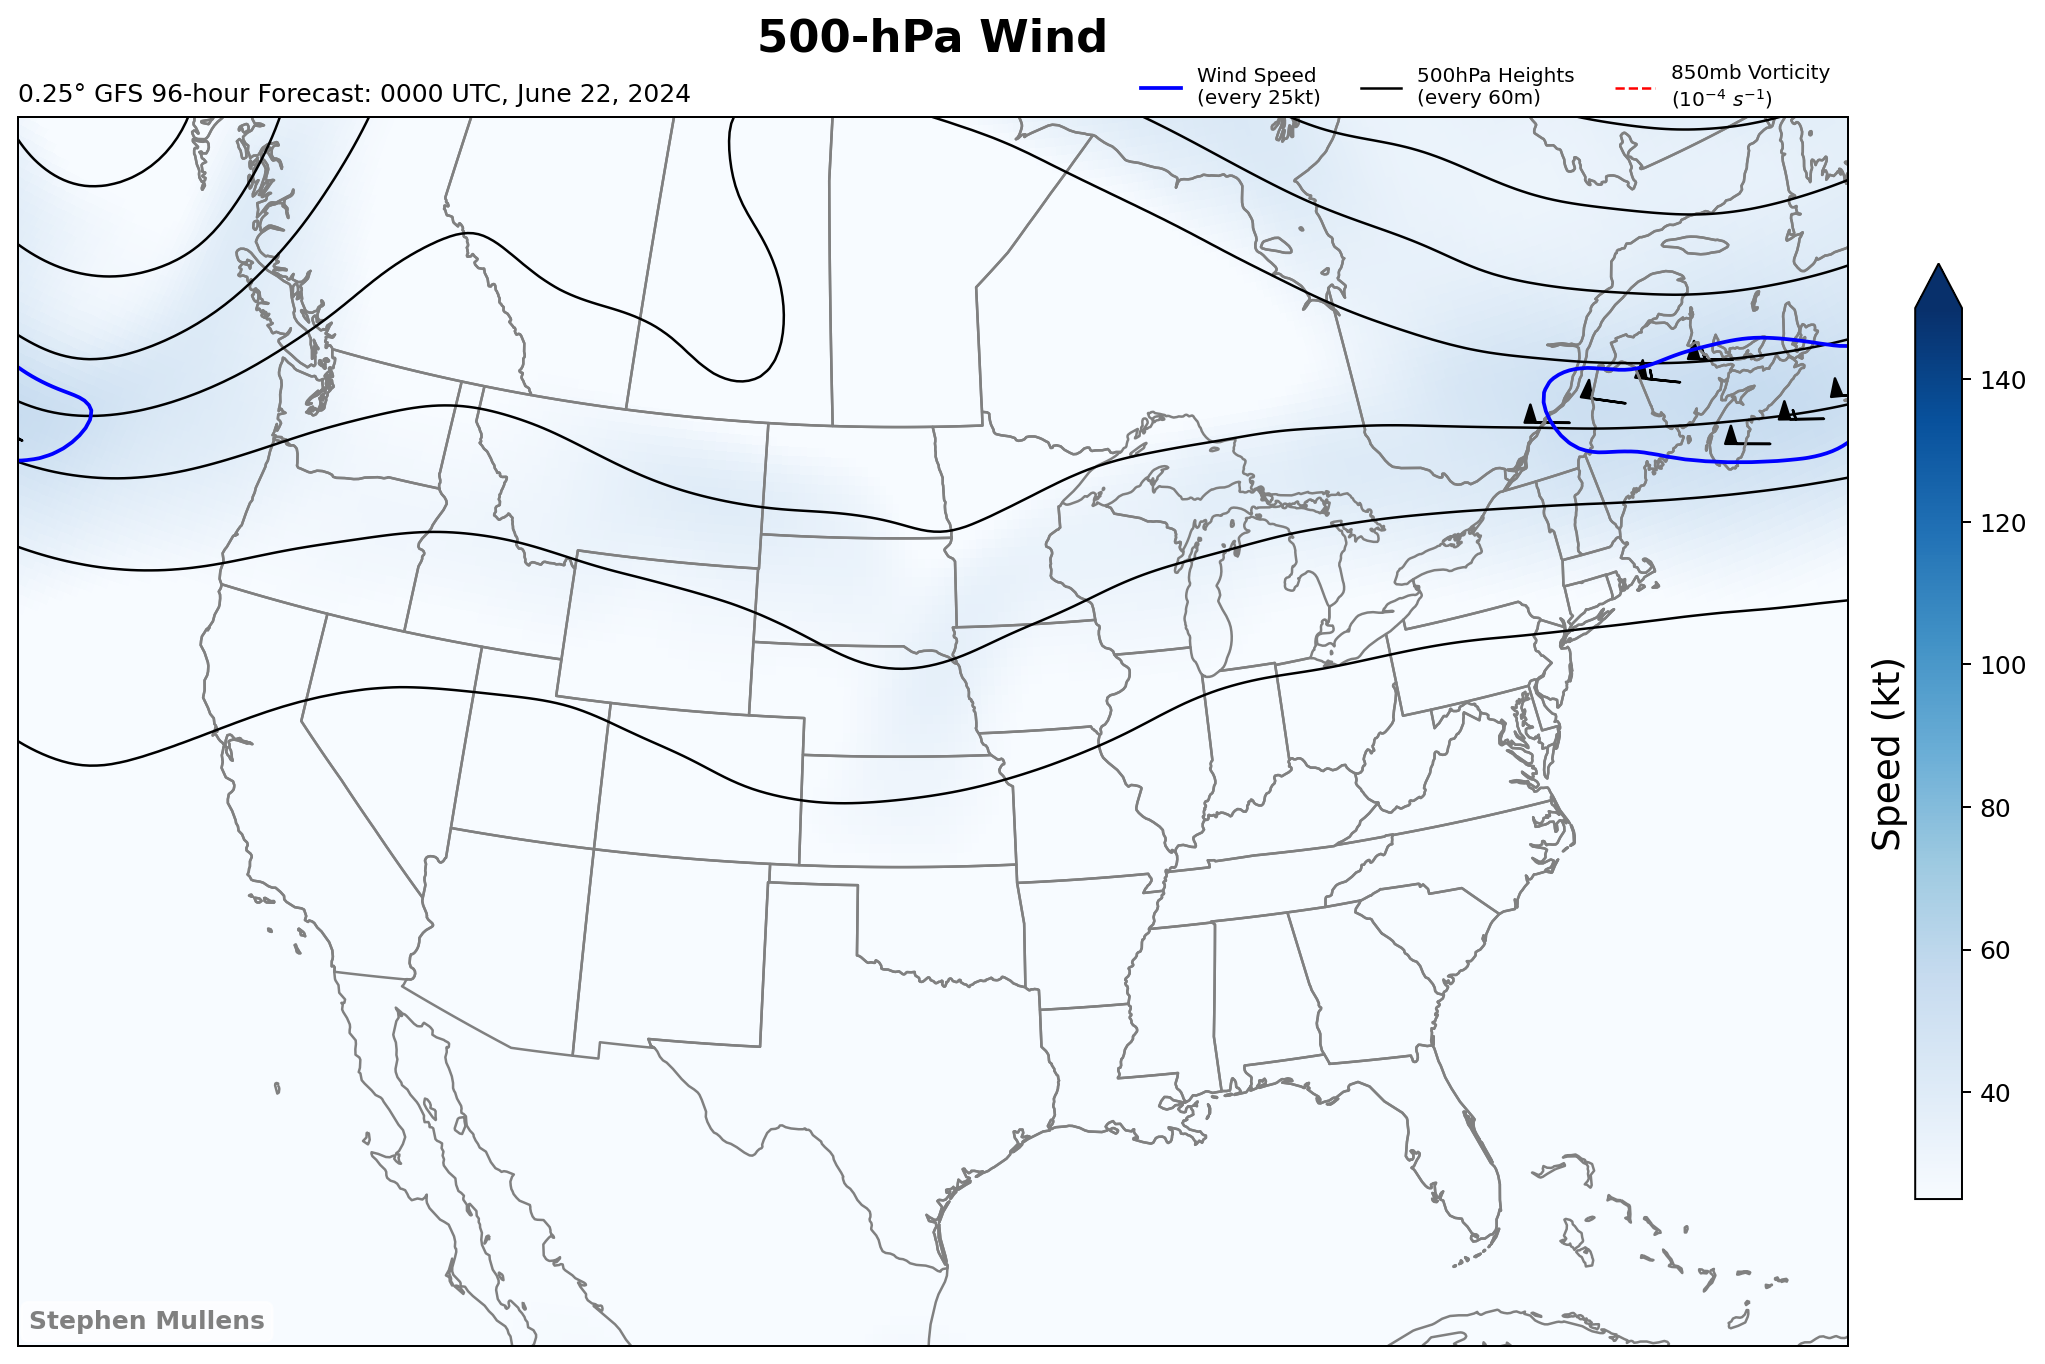 500-hPa Wind
0.25° GFS 96-hour Forecast: 0000 UTC, June 22, 2024
Wind Speed
(every 25kt)
500hPa Heights
(every 60m)
850mb Vorticity
(10⁻⁴ s⁻¹)
140
120
100
80
60
40
Speed (kt)
Stephen Mullens